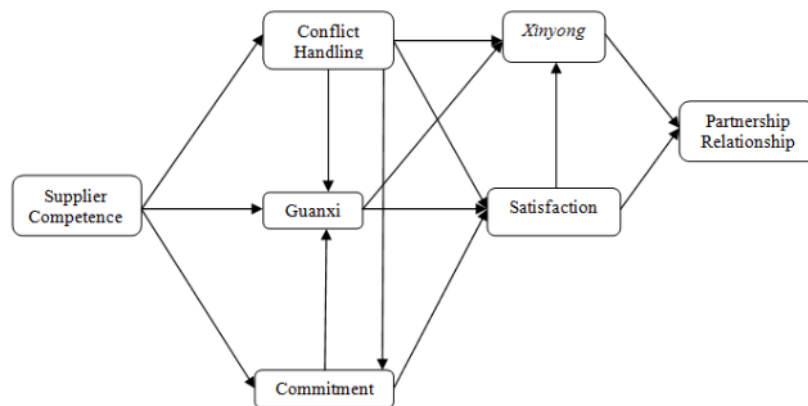 Conflict
Handling
Xinyong
Partnership
Relationship
Supplier
Competence
Guanxi
Satisfaction
Commitment